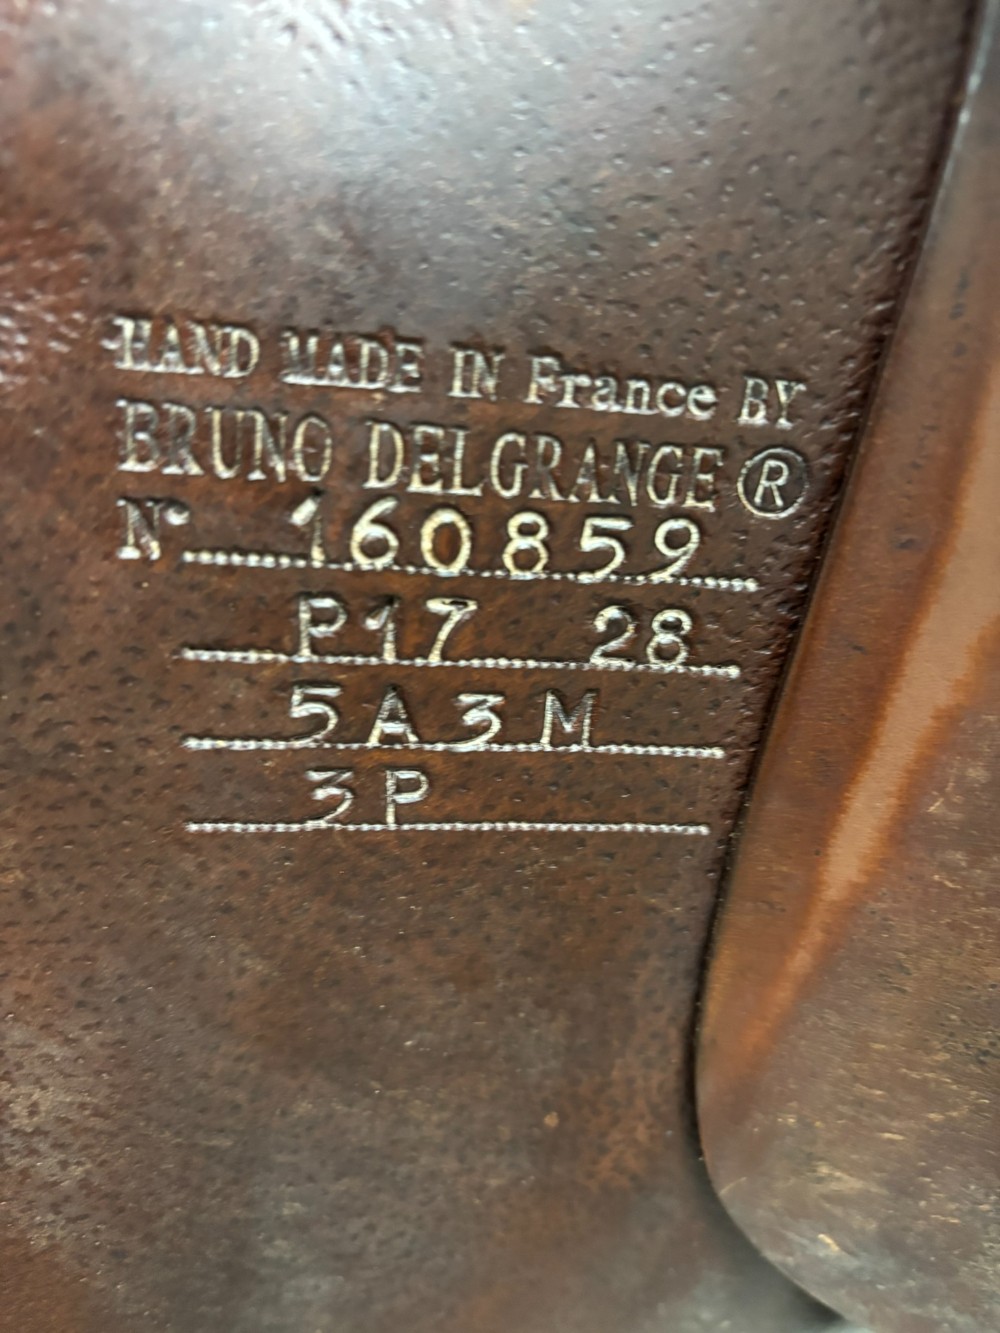 HAND MADE IN France BY
BRUNO DELGRANGE ®
N° 160859
P17 28
5A3M
3P